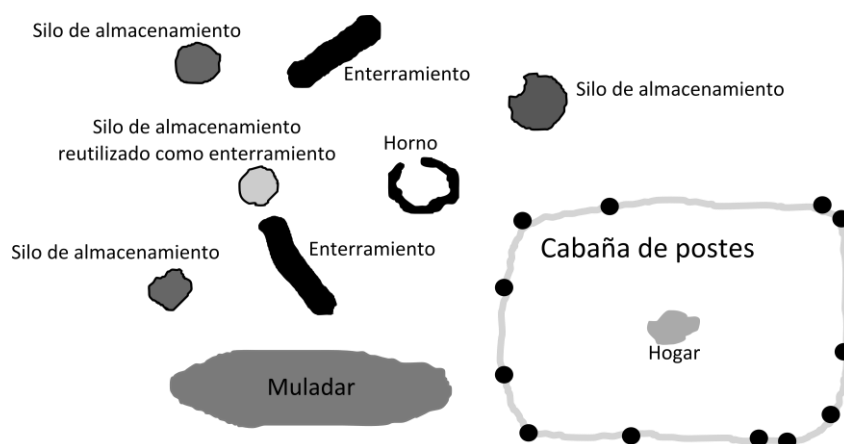 Silo de almacenamiento
Enterramiento
Silo de almacenamiento
Silo de almacenamiento
reutilizado como enterramiento
Horno
Silo de almacenamiento
Enterramiento
Cabaña de postes
Hogar
Muladar